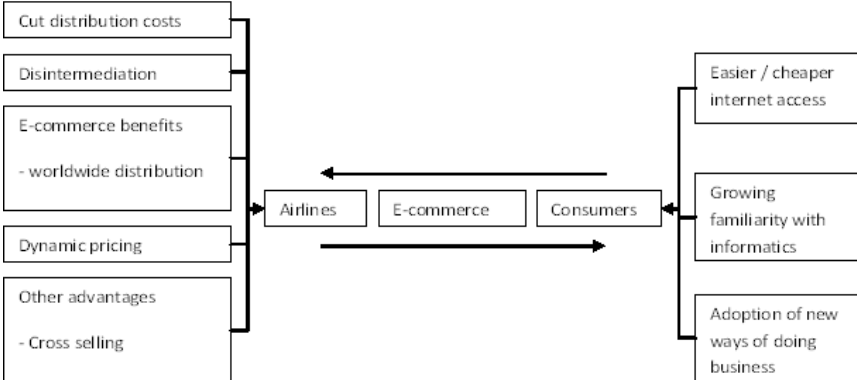 Cut distribution costs
Disintermediation
E-commerce benefits
- worldwide distribution
Dynamic pricing
Other advantages
- Cross selling
Airlines
E-commerce
Consumers
Easier / cheaper
internet access
Growing
familiarity with
informatics
Adoption of new
ways of doing
business